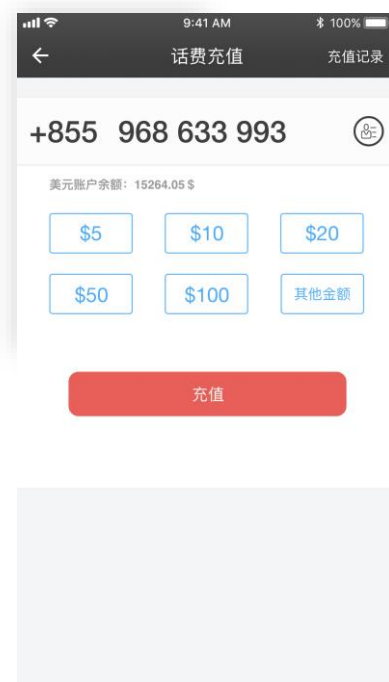 9:41 AM 100%
话费充值 充值记录
+855 968 633 993
美元账户余额：15264.05 $
$5 $10 $20
$50 $100 其他金额
充值